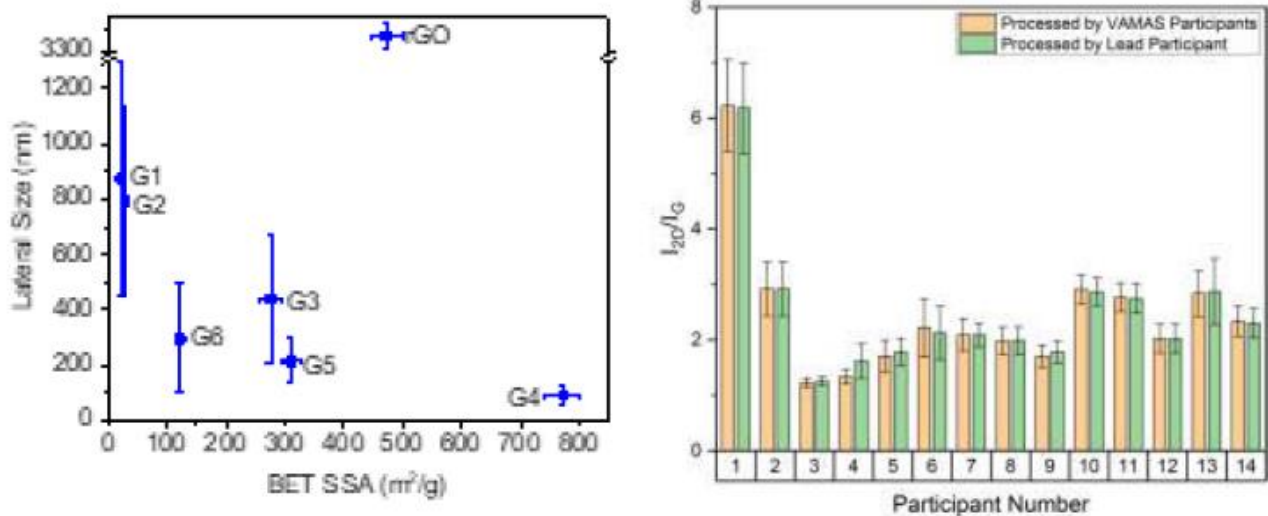 3300
1200
1000
800
600
400
200
0
Lateral Size (nm)
rGO
G1
G2
G3
G6
G5
G4
0 100 200 300 400 500 600 700 800
BET SSA (m²/g)
8
6
4
2
0
I₂D/I_G
Processed by VAMAS Participants
Processed by Lead Participant
1 2 3 4 5 6 7 8 9 10 11 12 13 14
Participant Number